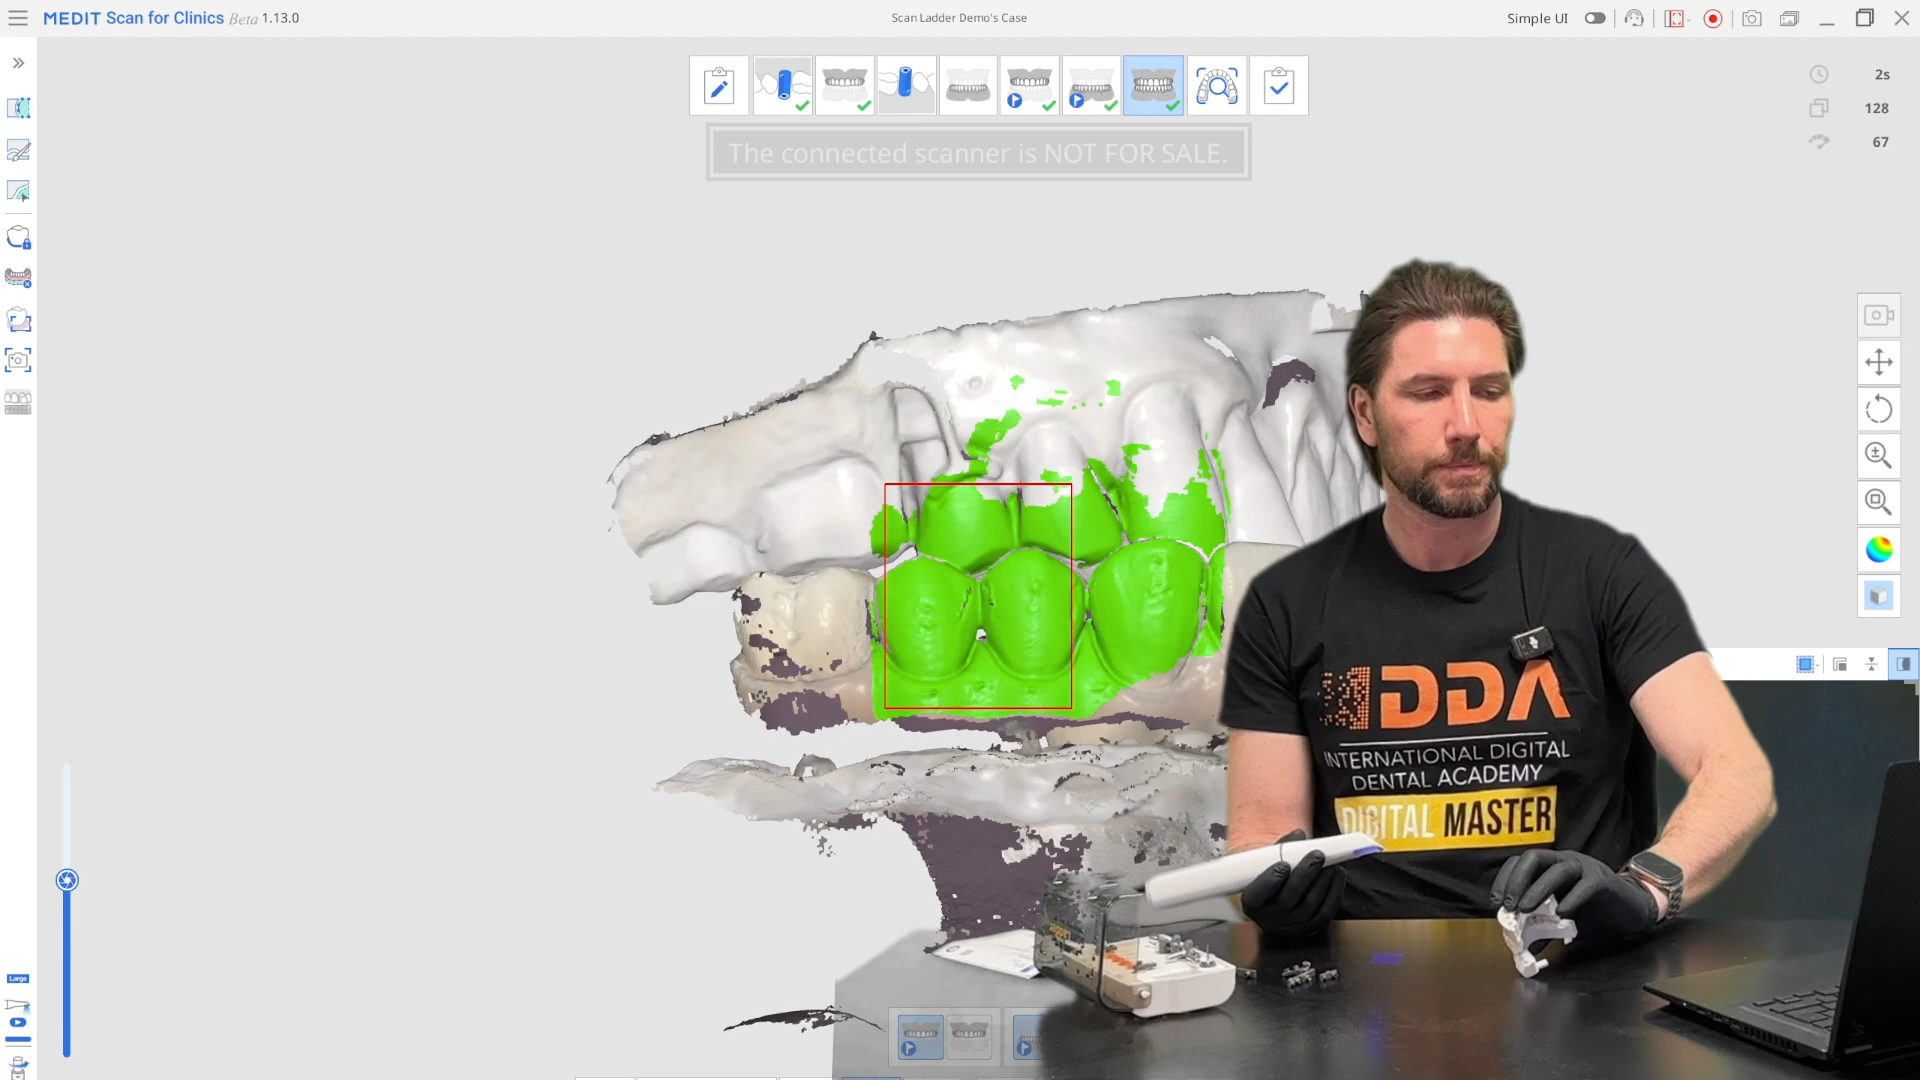 MEDIT Scan for Clinics Beta 1.13.0
Scan Ladder Demo's Case
Simple UI
2s
128
67
The connected scanner is NOT FOR SALE.
IDDA
INTERNATIONAL DIGITAL
DENTAL ACADEMY
DIGITAL MASTER
Large